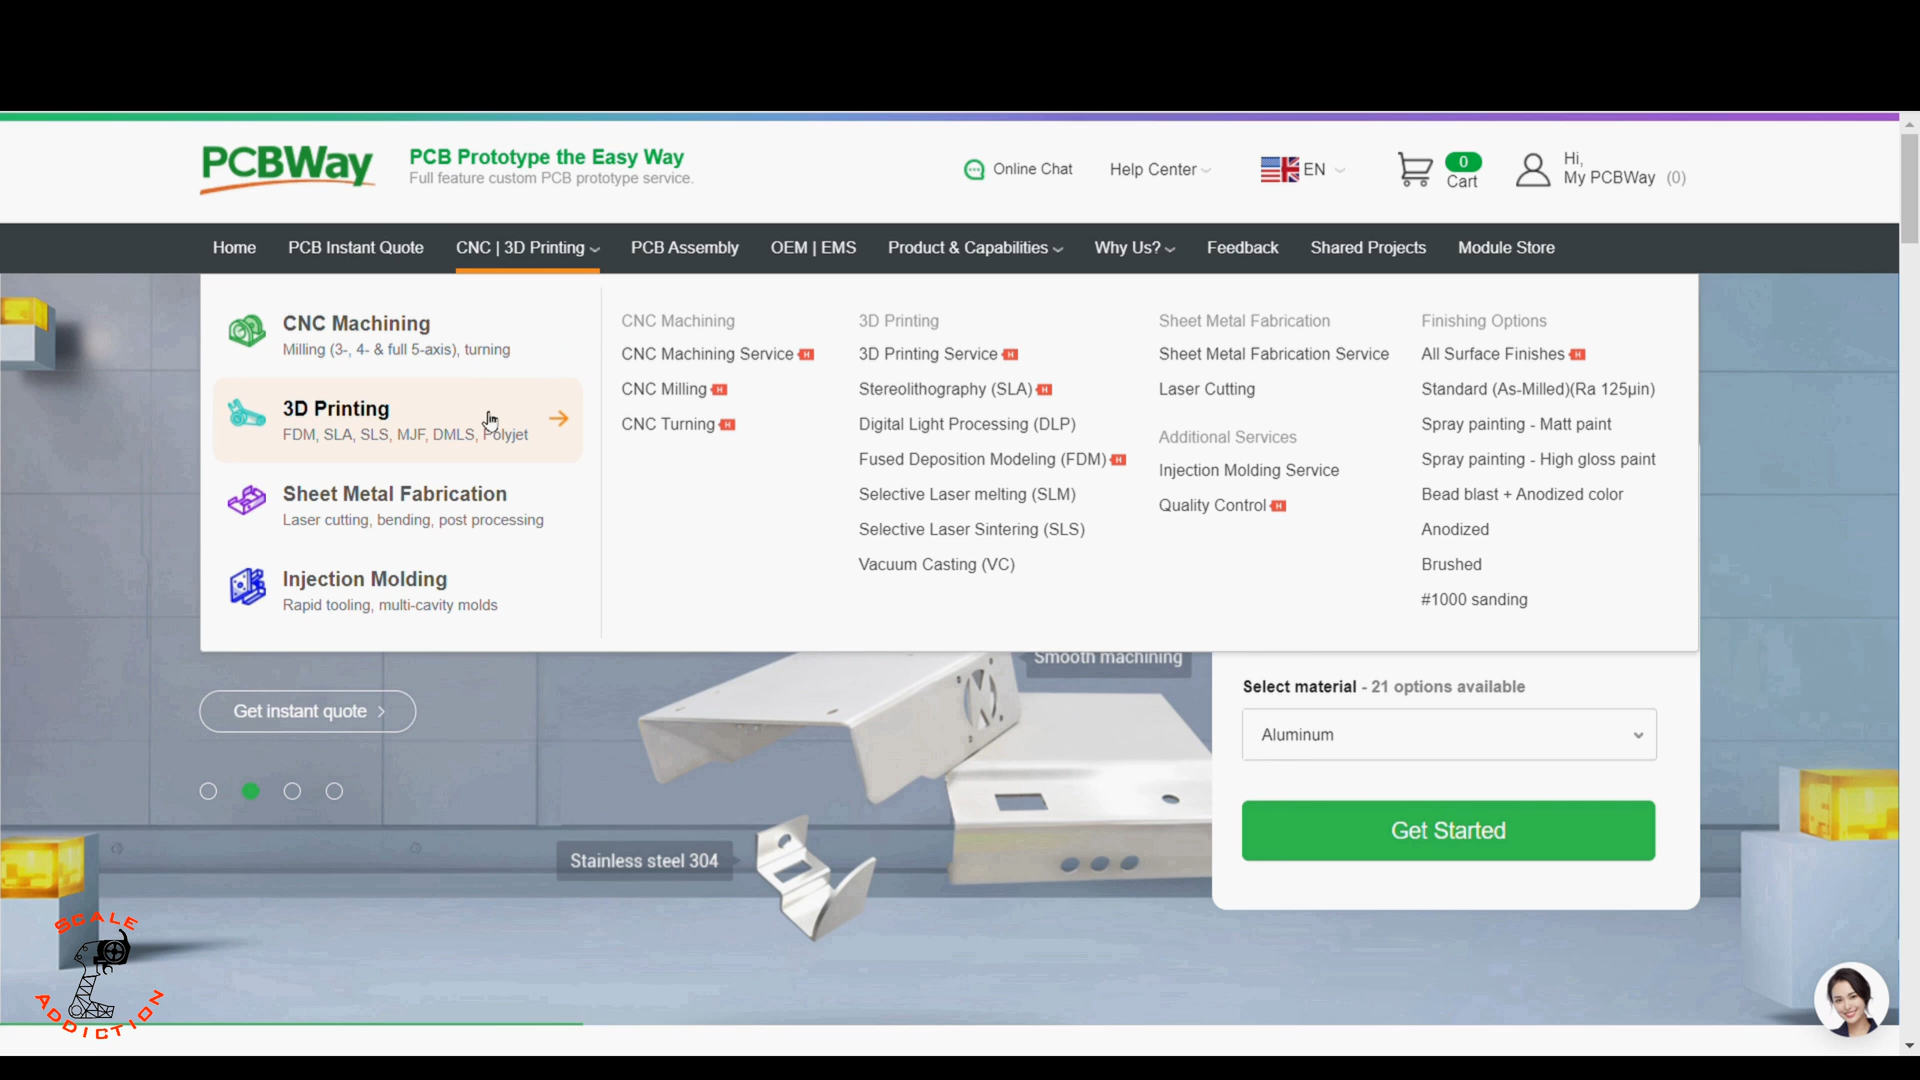 PCBWay
PCB Prototype the Easy Way
Full feature custom PCB prototype service.
Online Chat
Help Center
EN
0
Cart
Hi,
My PCBWay (0)
Home
PCB Instant Quote
CNC | 3D Printing
PCB Assembly
OEM | EMS
Product & Capabilities
Why Us?
Feedback
Shared Projects
Module Store
CNC Machining
Milling (3-, 4- & full 5-axis), turning
3D Printing
FDM, SLA, SLS, MJF, DMLS, Polyjet
Sheet Metal Fabrication
Laser cutting, bending, post processing
Injection Molding
Rapid tooling, multi-cavity molds
CNC Machining
CNC Machining Service H
CNC Milling H
CNC Turning H
3D Printing
3D Printing Service H
Stereolithography (SLA) H
Digital Light Processing (DLP)
Fused Deposition Modeling (FDM) H
Selective Laser melting (SLM)
Selective Laser Sintering (SLS)
Vacuum Casting (VC)
Sheet Metal Fabrication
Sheet Metal Fabrication Service
Laser Cutting
Additional Services
Injection Molding Service
Quality Control H
Finishing Options
All Surface Finishes H
Standard (As-Milled)(Ra 125μin)
Spray painting - Matt paint
Spray painting - High gloss paint
Bead blast + Anodized color
Anodized
Brushed
#1000 sanding
Smooth machining
Get instant quote
Stainless steel 304
Select material - 21 options available
Aluminum
Get Started
SCALE
ADDICTION